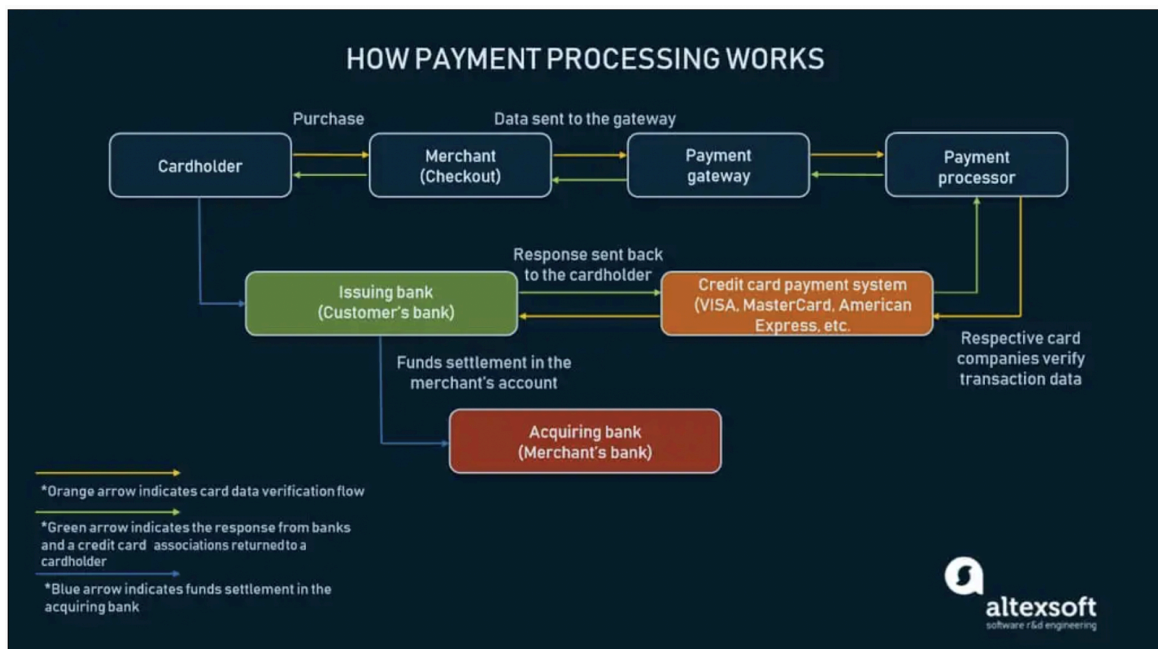 HOW PAYMENT PROCESSING WORKS
Purchase
Data sent to the gateway
Cardholder
Merchant
(Checkout)
Payment
gateway
Payment
processor
Response sent back
to the cardholder
Issuing bank
(Customer's bank)
Credit card payment system
(VISA, MasterCard, American
Express, etc.
Respective card
companies verify
transaction data
Funds settlement in the
merchant's account
Acquiring bank
(Merchant's bank)
*Orange arrow indicates card data verification flow
*Green arrow indicates the response from banks
and a credit card associations returned to a
cardholder
*Blue arrow indicates funds settlement in the
acquiring bank
altexsoft
software r&d engineering